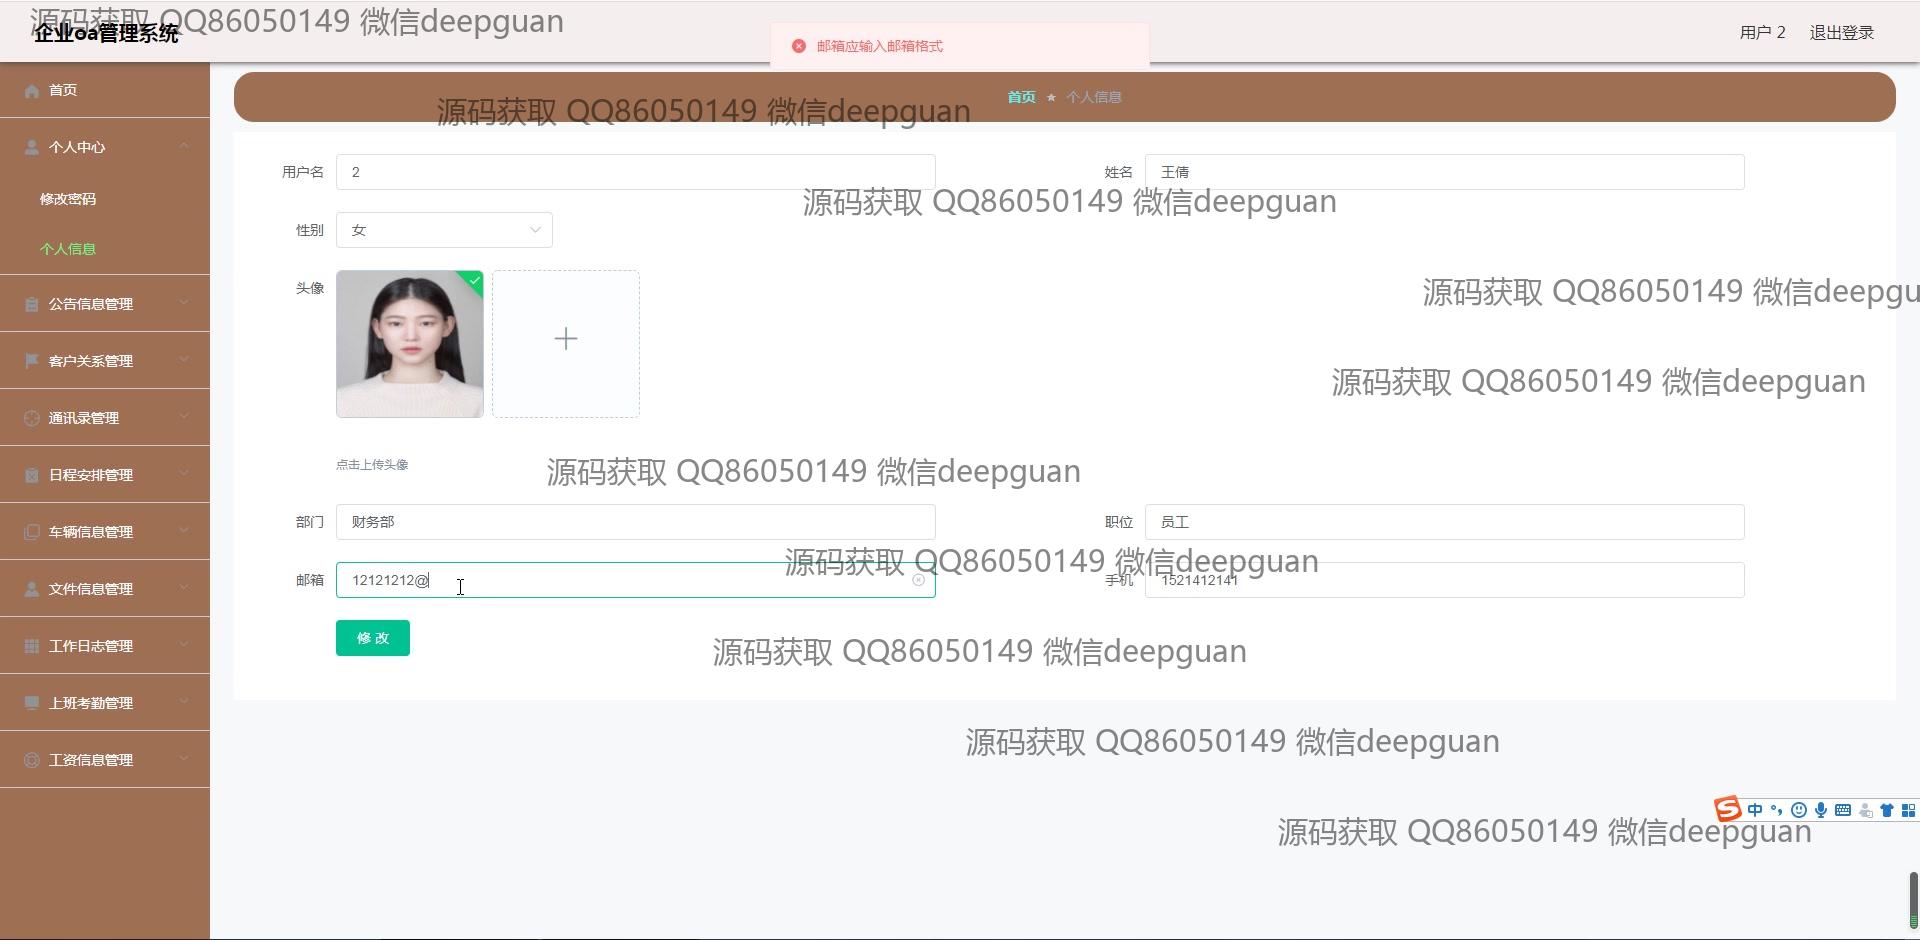 源码获取 QQ86050149 微信deepguan
企业oa管理系统
邮箱应输入邮箱格式
用户 2
退出登录
首页
首页 ★ 个人信息
源码获取 QQ86050149 微信deepguan
个人中心
用户名
2
姓名
王倩
修改密码
源码获取 QQ86050149 微信deepguan
性别
女
个人信息
头像
公告信息管理
源码获取 QQ86050149 微信deepgu
客户关系管理
源码获取 QQ86050149 微信deepguan
通讯录管理
点击上传头像
源码获取 QQ86050149 微信deepguan
日程安排管理
部门
财务部
职位
员工
车辆信息管理
源码获取 QQ86050149 微信deepguan
邮箱
12121212@
手机
1521412141
文件信息管理
修 改
工作日志管理
源码获取 QQ86050149 微信deepguan
上班考勤管理
源码获取 QQ86050149 微信deepguan
工资信息管理
S 中
源码获取 QQ86050149 微信deepguan